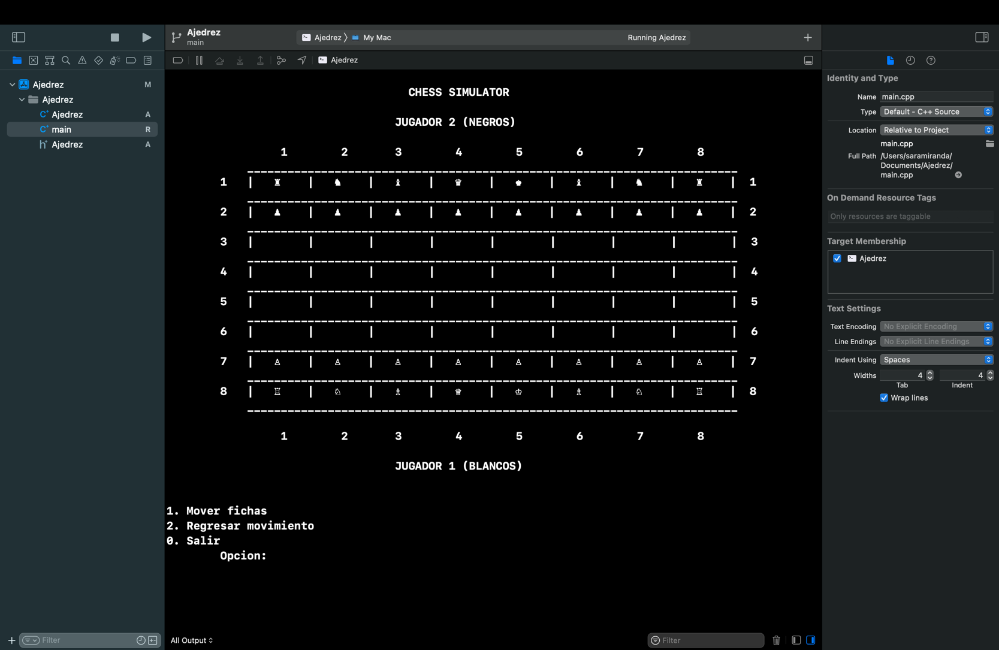 Ajedrez
main
Ajedrez 〉 My Mac
Running Ajedrez
Ajedrez
Ajedrez M
Ajedrez
C+ Ajedrez A
C+ main R
h+ Ajedrez A
Filter
CHESS SIMULATOR
JUGADOR 2 (NEGROS)
1 2 3 4 5 6 7 8
-------------------------------------------------------------------------
1 | ♜ | ♞ | ♝ | ♛ | ♚ | ♝ | ♞ | ♜ | 1
-------------------------------------------------------------------------
2 | ♟ | ♟ | ♟ | ♟ | ♟ | ♟ | ♟ | ♟ | 2
-------------------------------------------------------------------------
3 | | | | | | | | | 3
-------------------------------------------------------------------------
4 | | | | | | | | | 4
-------------------------------------------------------------------------
5 | | | | | | | | | 5
-------------------------------------------------------------------------
6 | | | | | | | | | 6
-------------------------------------------------------------------------
7 | ♙ | ♙ | ♙ | ♙ | ♙ | ♙ | ♙ | ♙ | 7
-------------------------------------------------------------------------
8 | ♖ | ♘ | ♗ | ♕ | ♔ | ♗ | ♘ | ♖ | 8
-------------------------------------------------------------------------
1 2 3 4 5 6 7 8
JUGADOR 1 (BLANCOS)
1. Mover fichas
2. Regresar movimiento
0. Salir
Opcion:
All Output
Filter
Identity and Type
Name main.cpp
Type Default - C++ Source
Location Relative to Project
main.cpp
Full Path /Users/saramiranda/
Documents/Ajedrez/
main.cpp
On Demand Resource Tags
Only resources are taggable
Target Membership
Ajedrez
Text Settings
Text Encoding No Explicit Encoding
Line Endings No Explicit Line Endings
Indent Using Spaces
Widths 4 4
Tab Indent
Wrap lines